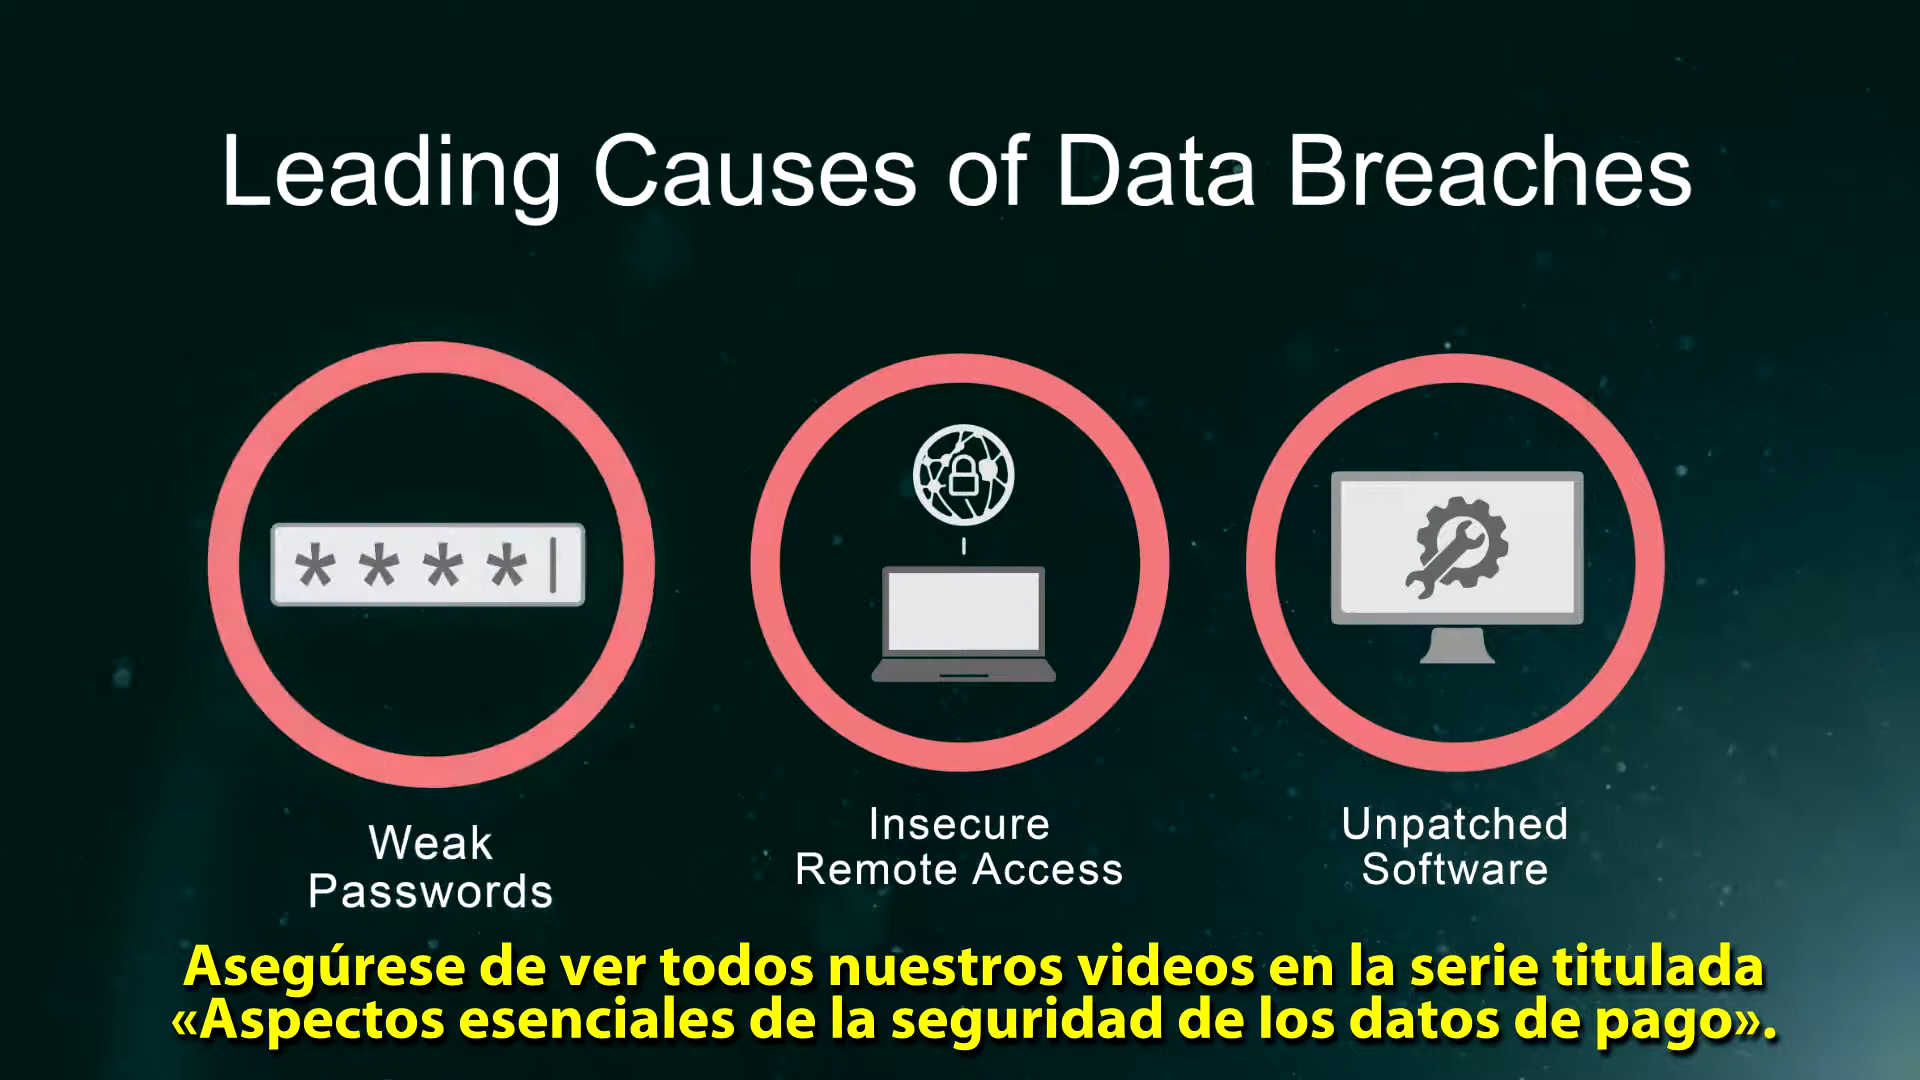 Leading Causes of Data Breaches
****
Weak
Passwords
Insecure
Remote Access
Unpatched
Software
Asegúrese de ver todos nuestros videos en la serie titulada
«Aspectos esenciales de la seguridad de los datos de pago».